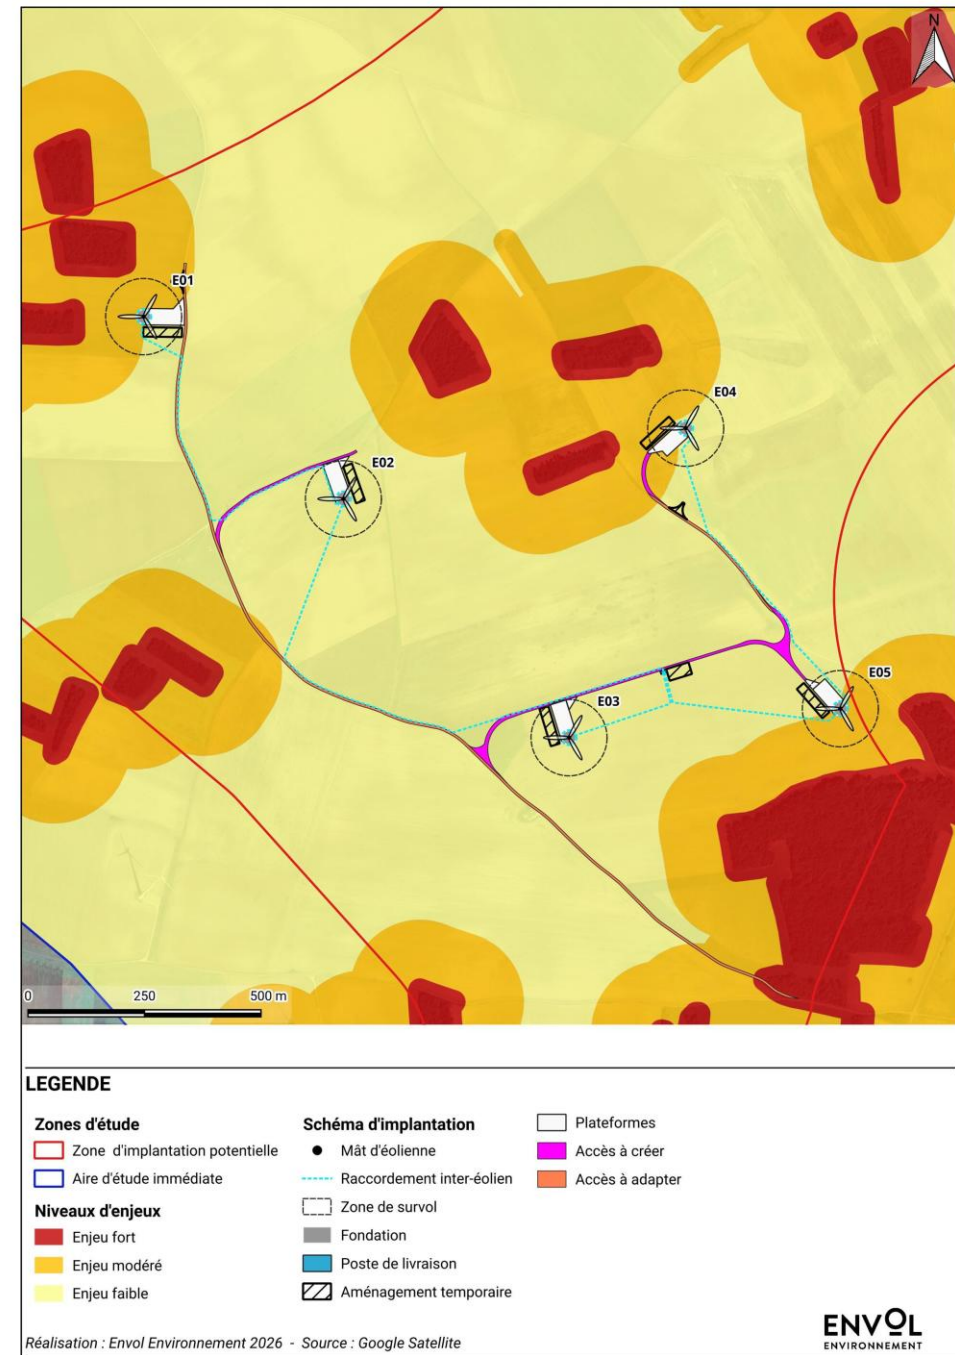 N
E01
E04
E02
E05
E03
0 250 500 m
LEGENDE
Zones d'étude
Zone d'implantation potentielle
Aire d'étude immédiate
Niveaux d'enjeux
Enjeu fort
Enjeu modéré
Enjeu faible
Schéma d'implantation
Mât d'éolienne
Raccordement inter-éolien
Zone de survol
Fondation
Poste de livraison
Aménagement temporaire
Plateformes
Accès à créer
Accès à adapter
Réalisation : Envol Environnement 2026 - Source : Google Satellite
ENVOL
ENVIRONNEMENT